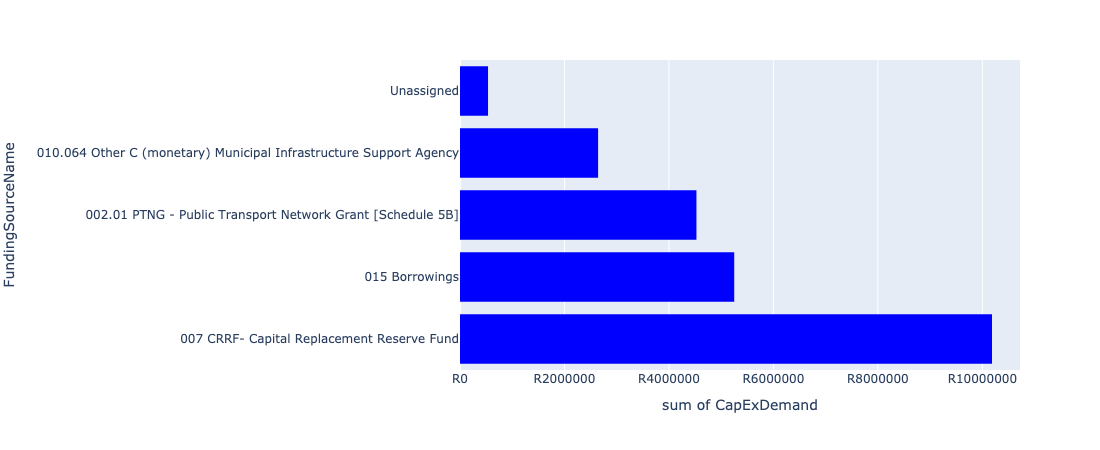 Unassigned
010.064 Other C (monetary) Municipal Infrastructure Support Agency
002.01 PTNG - Public Transport Network Grant [Schedule 5B]
015 Borrowings
007 CRRF- Capital Replacement Reserve Fund
FundingSourceName
R0 R2000000 R4000000 R6000000 R8000000 R10000000
sum of CapExDemand